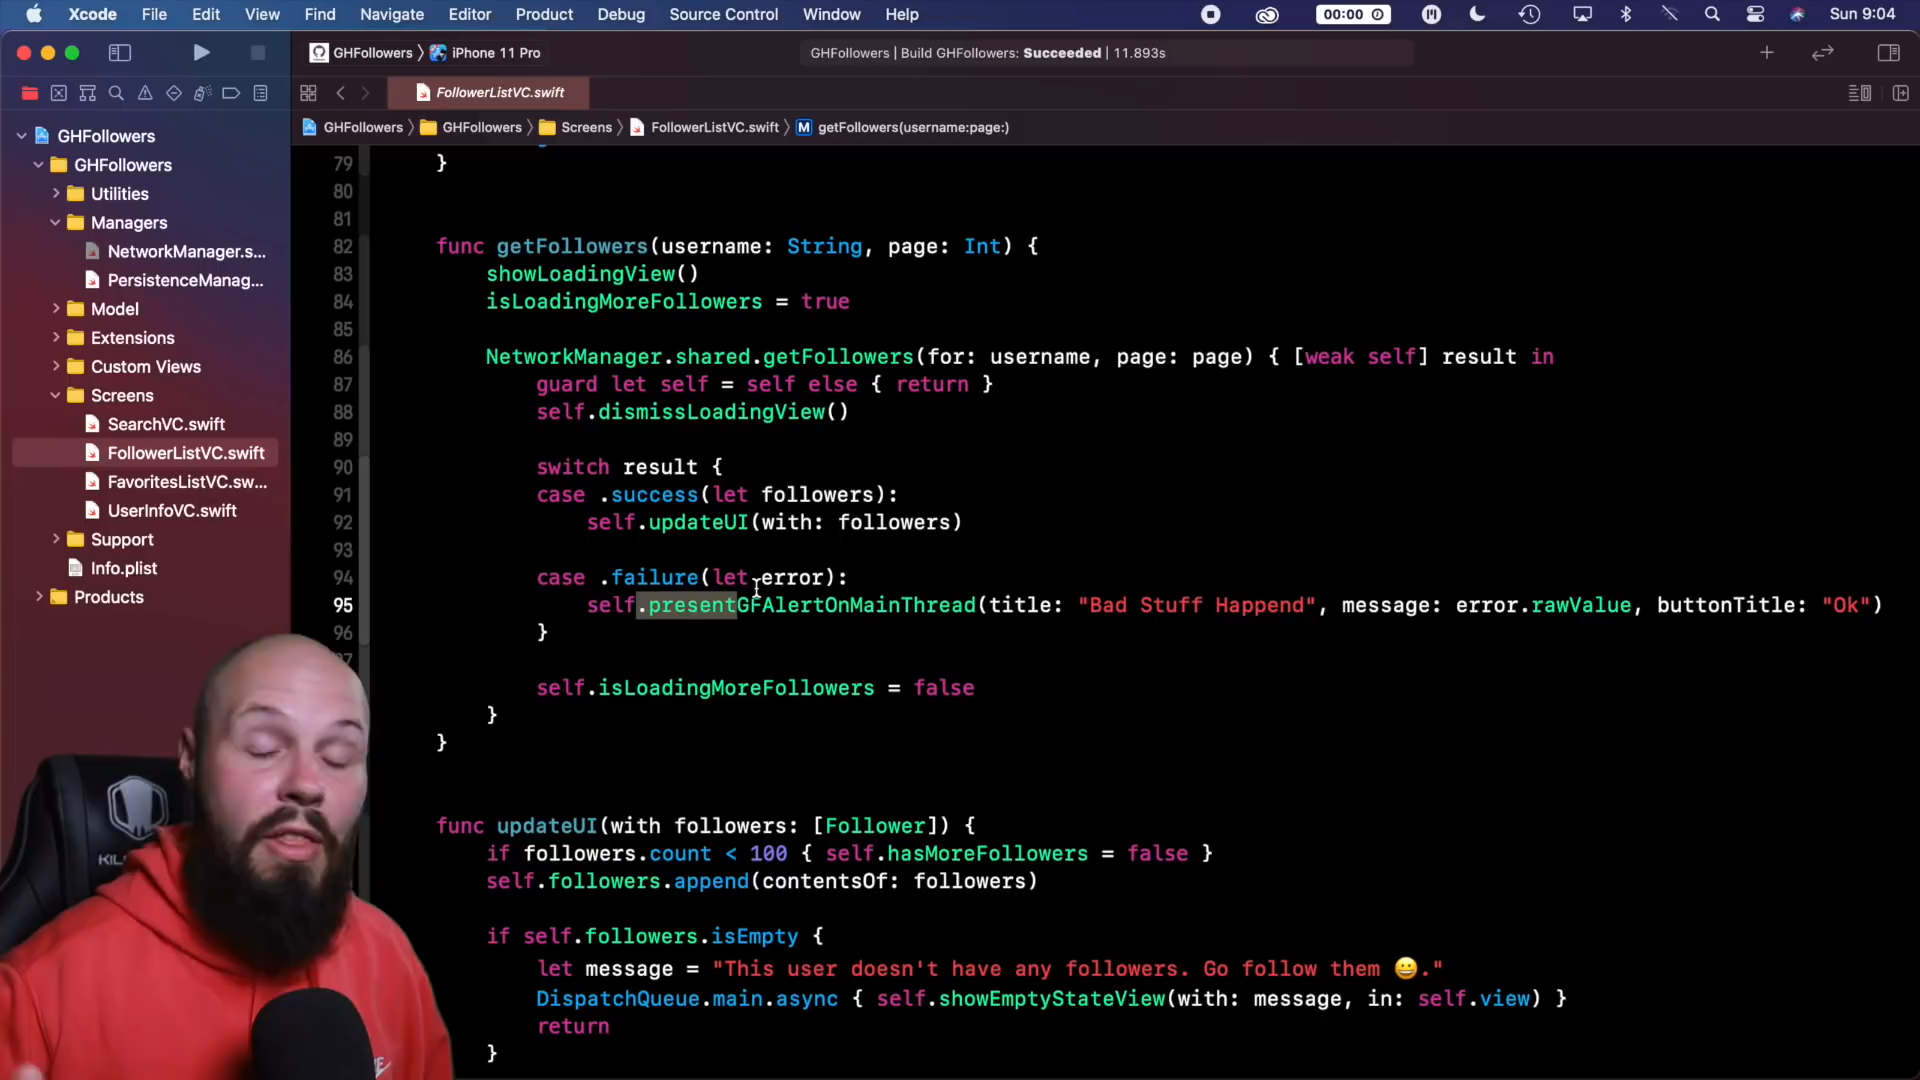 Xcode File Edit View Find Navigate Editor Product Debug Source Control Window Help 00:00 Sun 9:04
GHFollowers 〉 iPhone 11 Pro
GHFollowers | Build GHFollowers: Succeeded | 11.893s
FollowerListVC.swift
GHFollowers 〉 GHFollowers 〉 Screens 〉 FollowerListVC.swift 〉 M getFollowers(username:page:)
GHFollowers
GHFollowers
Utilities
Managers
NetworkManager.s...
PersistenceManag...
Model
Extensions
Custom Views
Screens
SearchVC.swift
FollowerListVC.swift
FavoritesListVC.sw...
UserInfoVC.swift
Support
Info.plist
Products
79 }
80
81
82 func getFollowers(username: String, page: Int) {
83 showLoadingView()
84 isLoadingMoreFollowers = true
85
86 NetworkManager.shared.getFollowers(for: username, page: page) { [weak self] result in
87 guard let self = self else { return }
88 self.dismissLoadingView()
89
90 switch result {
91 case .success(let followers):
92 self.updateUI(with: followers)
93
94 case .failure(let error):
95 self.presentGFAlertOnMainThread(title: "Bad Stuff Happend", message: error.rawValue, buttonTitle: "Ok")
96 }
97
self.isLoadingMoreFollowers = false
}
}
func updateUI(with followers: [Follower]) {
if followers.count < 100 { self.hasMoreFollowers = false }
self.followers.append(contentsOf: followers)
if self.followers.isEmpty {
let message = "This user doesn't have any followers. Go follow them 😀."
DispatchQueue.main.async { self.showEmptyStateView(with: message, in: self.view) }
return
}